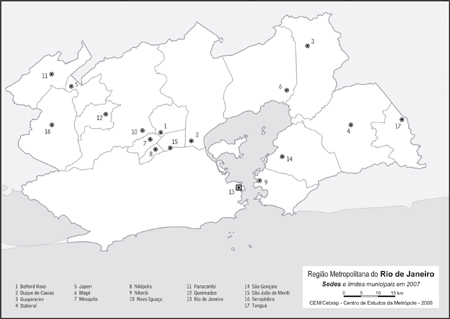 3
11
5
6
12
16
10
1
7
2
15
8
4
17
14
9
13
Região Metropolitana do Rio de Janeiro
Sedes e limites municipais em 2007
0 5 10 15 km
CEM/Cebrap - Centro de Estudos da Metrópole - 2008
1 Belford Roxo
2 Duque de Caxias
3 Guapimirim
4 Itaboraí
5 Japeri
6 Magé
7 Mesquita
8 Nilópolis
9 Niterói
10 Nova Iguaçu
11 Paracambi
12 Queimados
13 Rio de Janeiro
14 São Gonçalo
15 São João de Meriti
16 Seropédica
17 Tanguá